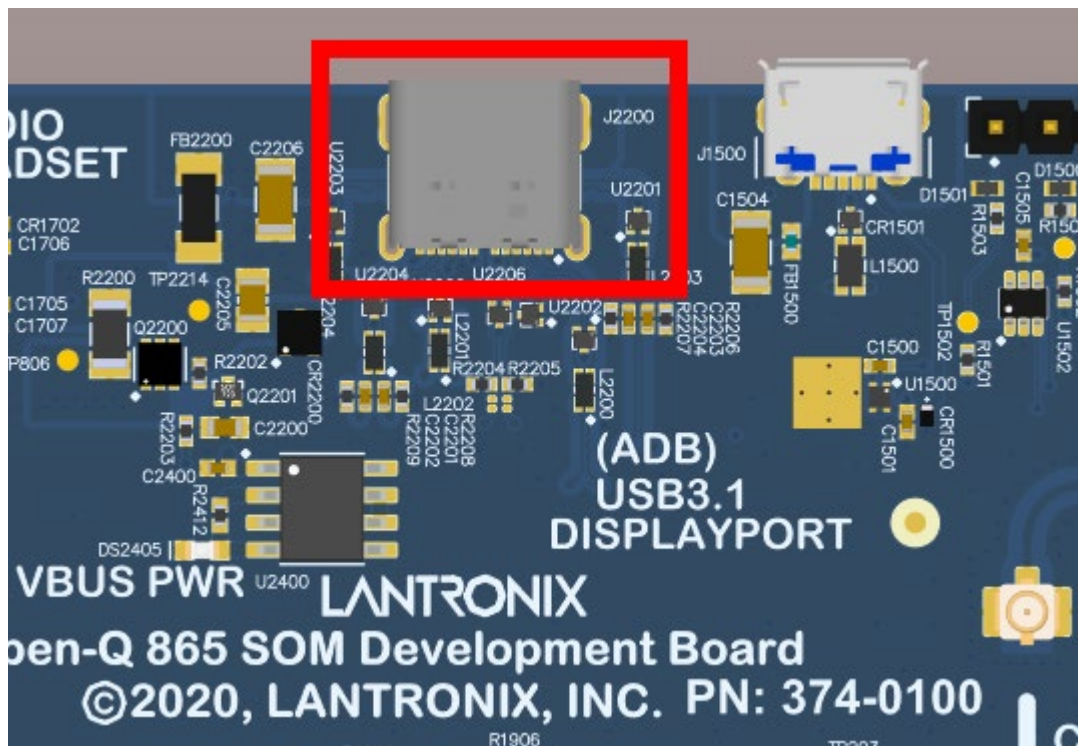 DIO
ADSET
FB2200
C2206
U2203
J2200
U2201
J1500
C1504
D1501
D1500
C1505
R1503
CR1702
C1706
CR1501
L1500
FB1500
R2200
TP2214
C2205
U2204
U2206
U2202
R2207
C2204
C2203
R2206
C1705
C1707
Q2200
TP1502
R1501
U1502
P806
R2202
Q2201
CR2200
L2201
R2204
R2205
L2200
L2202
C1500
U1500
C1501
CR1500
R2203
C2200
R2209
C2202
C2201
R2208
C2400
R2412
(ADB)
USB3.1
DISPLAYPORT
DS2405
U2400
VBUS PWR
LANTRONIX
pen-Q 865 SOM Development Board
©2020, LANTRONIX, INC. PN: 374-0100
R1906